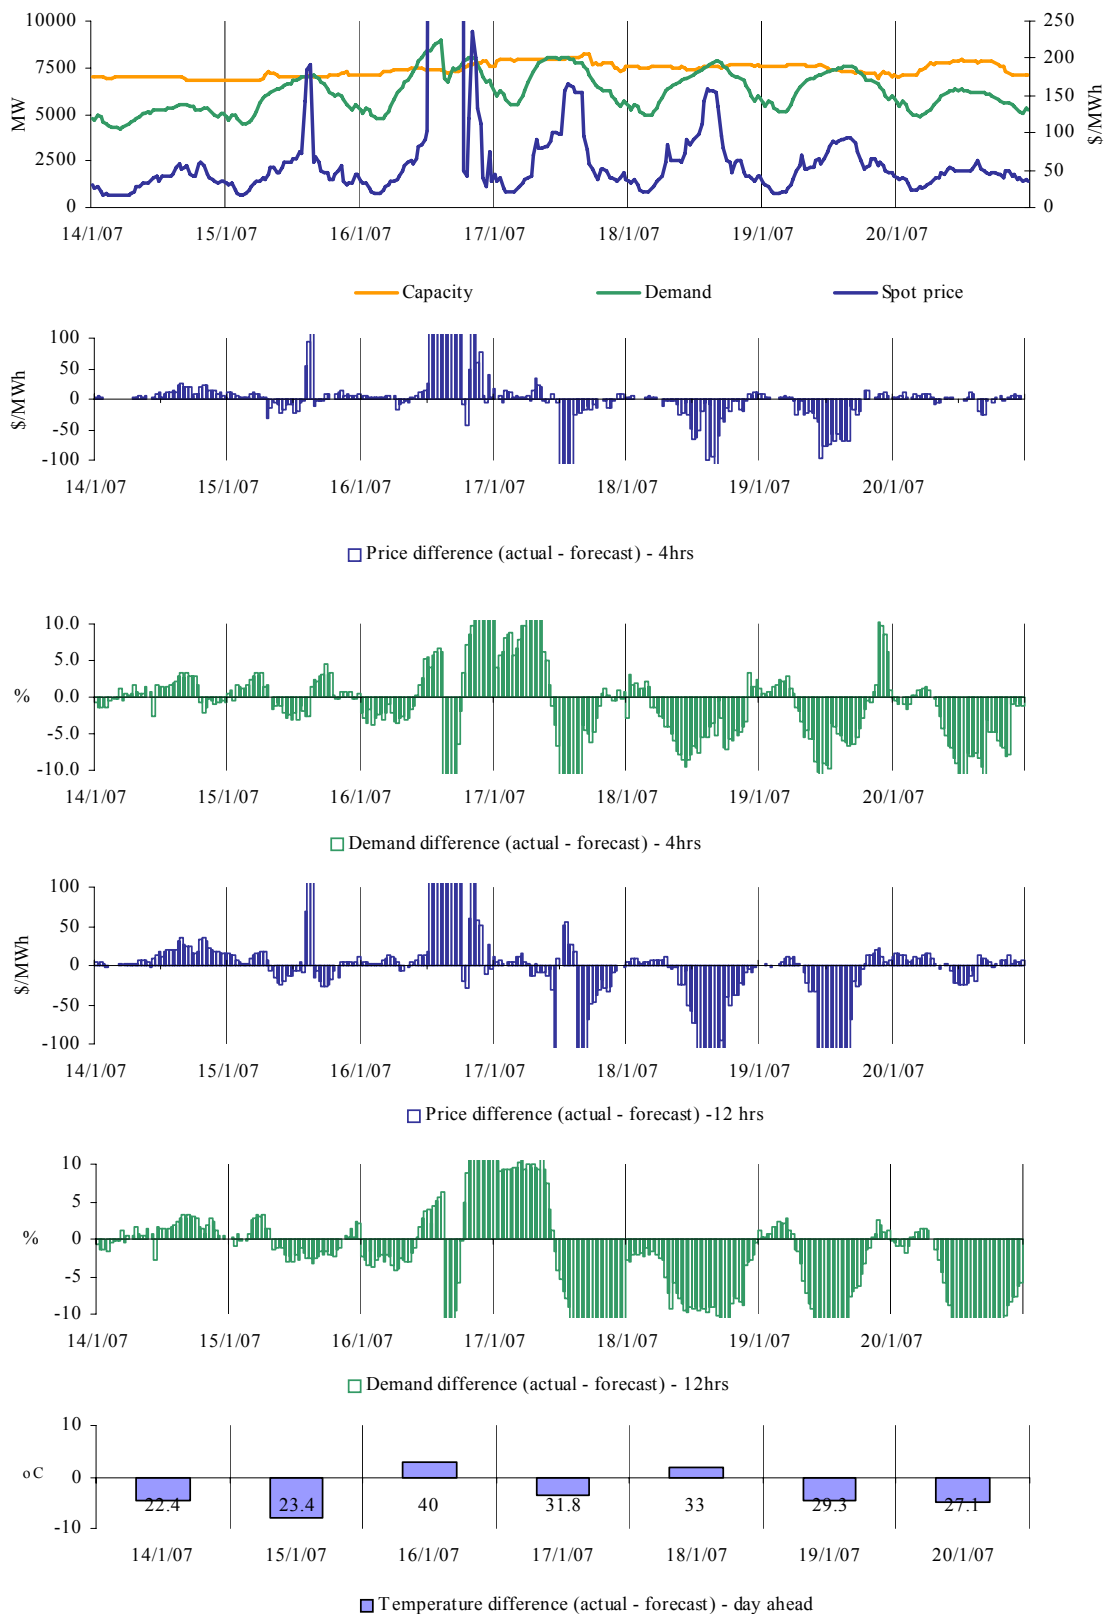 10000 250
7500 200
150
MW 5000 $/MWh
100
2500 50
0 0
14/1/07 15/1/07 16/1/07 17/1/07 18/1/07 19/1/07 20/1/07
Capacity Demand Spot price
100
50
$/MWh 0
-50
-100
14/1/07 15/1/07 16/1/07 17/1/07 18/1/07 19/1/07 20/1/07
Price difference (actual - forecast) - 4hrs
10.0
5.0
% 0.0
-5.0
-10.0
14/1/07 15/1/07 16/1/07 17/1/07 18/1/07 19/1/07 20/1/07
Demand difference (actual - forecast) - 4hrs
100
50
$/MWh 0
-50
-100
14/1/07 15/1/07 16/1/07 17/1/07 18/1/07 19/1/07 20/1/07
Price difference (actual - forecast) -12 hrs
10
5
% 0
-5
-10
14/1/07 15/1/07 16/1/07 17/1/07 18/1/07 19/1/07 20/1/07
Demand difference (actual - forecast) - 12hrs
10
oC 0
22.4 23.4 40 31.8 33 29.3 27.1
-10
14/1/07 15/1/07 16/1/07 17/1/07 18/1/07 19/1/07 20/1/07
Temperature difference (actual - forecast) - day ahead